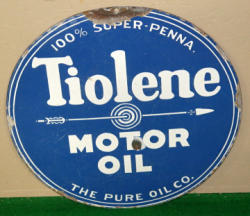 100% SUPER-PENNA.
Tiolene
MOTOR
OIL
THE PURE OIL CO.